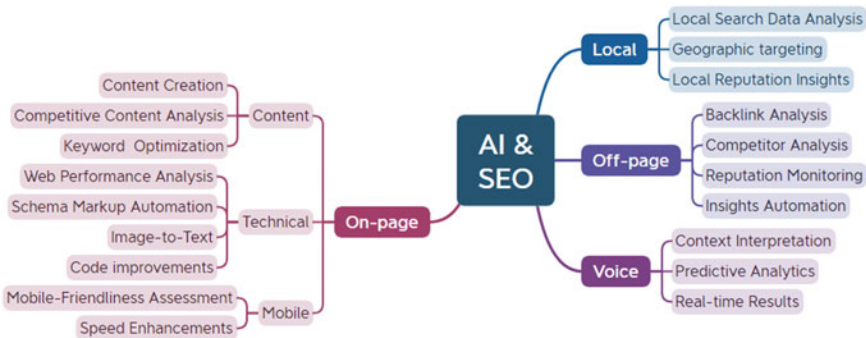 AI &
SEO
Local
Local Search Data Analysis
Geographic targeting
Local Reputation Insights
Off-page
Backlink Analysis
Competitor Analysis
Reputation Monitoring
Insights Automation
Voice
Context Interpretation
Predictive Analytics
Real-time Results
On-page
Content
Content Creation
Competitive Content Analysis
Keyword Optimization
Technical
Web Performance Analysis
Schema Markup Automation
Image-to-Text
Code improvements
Mobile
Mobile-Friendliness Assessment
Speed Enhancements